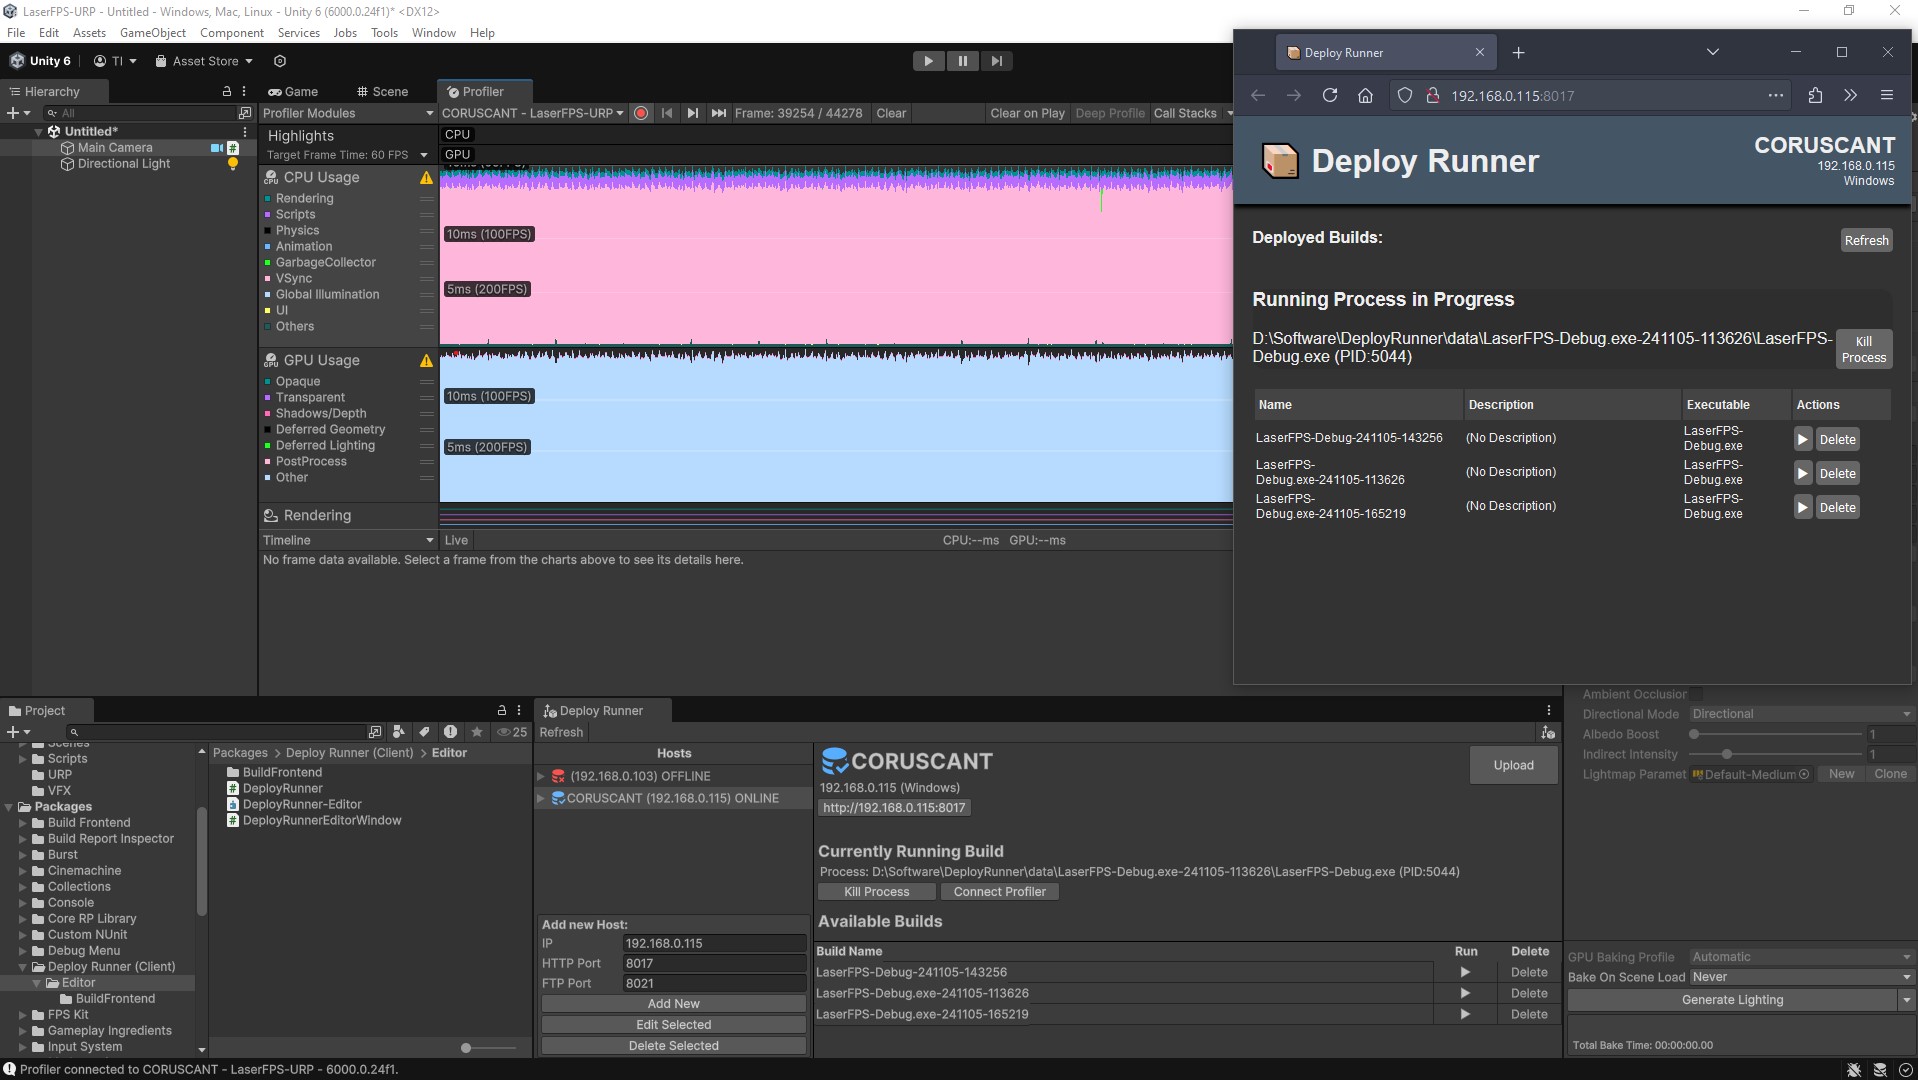 LaserFPS-URP - Untitled - Windows, Mac, Linux - Unity 6 (6000.0.24f1)* <DX12>
File Edit Assets GameObject Component Services Jobs Tools Window Help
Unity 6 TI Asset Store
Hierarchy
All
Untitled*
Main Camera
Directional Light
Game Scene Profiler
Profiler Modules CORUSCANT - LaserFPS-URP Frame: 39254 / 44278 Clear Clear on Play Deep Profile Call Stacks
Highlights
Target Frame Time: 60 FPS
CPU
GPU
CPU Usage
Rendering
Scripts
Physics
Animation
GarbageCollector
VSync
Global Illumination
UI
Others
10ms (100FPS)
5ms (200FPS)
GPU Usage
Opaque
Transparent
Shadows/Depth
Deferred Geometry
Deferred Lighting
PostProcess
Other
10ms (100FPS)
5ms (200FPS)
Rendering
Timeline Live CPU:--ms GPU:--ms
No frame data available. Select a frame from the charts above to see its details here.
Deploy Runner
192.168.0.115:8017
Deploy Runner
CORUSCANT
192.168.0.115
Windows
Deployed Builds:
Refresh
Running Process in Progress
D:\Software\DeployRunner\data\LaserFPS-Debug.exe-241105-113626\LaserFPS-
Debug.exe (PID:5044)
Kill
Process
Name Description Executable Actions
LaserFPS-Debug-241105-143256 (No Description) LaserFPS-
Debug.exe Delete
LaserFPS-
Debug.exe-241105-113626 (No Description) LaserFPS-
Debug.exe Delete
LaserFPS-
Debug.exe-241105-165219 (No Description) LaserFPS-
Debug.exe Delete
Project
25
Scenes
Scripts
URP
VFX
Packages
Build Frontend
Build Report Inspector
Burst
Cinemachine
Collections
Console
Core RP Library
Custom NUnit
Debug Menu
Deploy Runner (Client)
Editor
BuildFrontend
FPS Kit
Gameplay Ingredients
Input System
Packages > Deploy Runner (Client) > Editor
BuildFrontend
DeployRunner
DeployRunner-Editor
DeployRunnerEditorWindow
Deploy Runner
Refresh
Hosts
(192.168.0.103) OFFLINE
CORUSCANT (192.168.0.115) ONLINE
Add new Host:
IP 192.168.0.115
HTTP Port 8017
FTP Port 8021
Add New
Edit Selected
Delete Selected
CORUSCANT
192.168.0.115 (Windows)
http://192.168.0.115:8017
Upload
Currently Running Build
Process: D:\Software\DeployRunner\data\LaserFPS-Debug.exe-241105-113626\LaserFPS-Debug.exe (PID:5044)
Kill Process Connect Profiler
Available Builds
Build Name Run Delete
LaserFPS-Debug-241105-143256 Delete
LaserFPS-Debug.exe-241105-113626 Delete
LaserFPS-Debug.exe-241105-165219 Delete
Ambient Occlusion
Directional Mode Directional
Albedo Boost 1
Indirect Intensity 1
Lightmap Paramet Default-Medium New Clone
GPU Baking Profile Automatic
Bake On Scene Load Never
Generate Lighting
Total Bake Time: 00:00:00.00
Profiler connected to CORUSCANT - LaserFPS-URP - 6000.0.24f1.